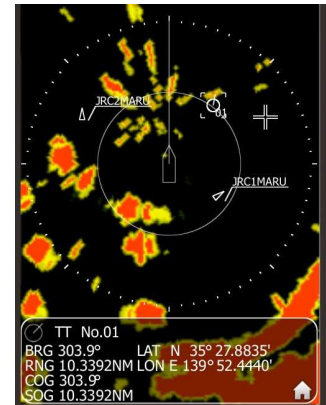 JRC2MARU
01
JRC1MARU
TT No.01
BRG 303.9° LAT N 35° 27.8835'
RNG 10.3392NM LON E 139° 52.4440'
COG 303.9°
SOG 10.3392NM